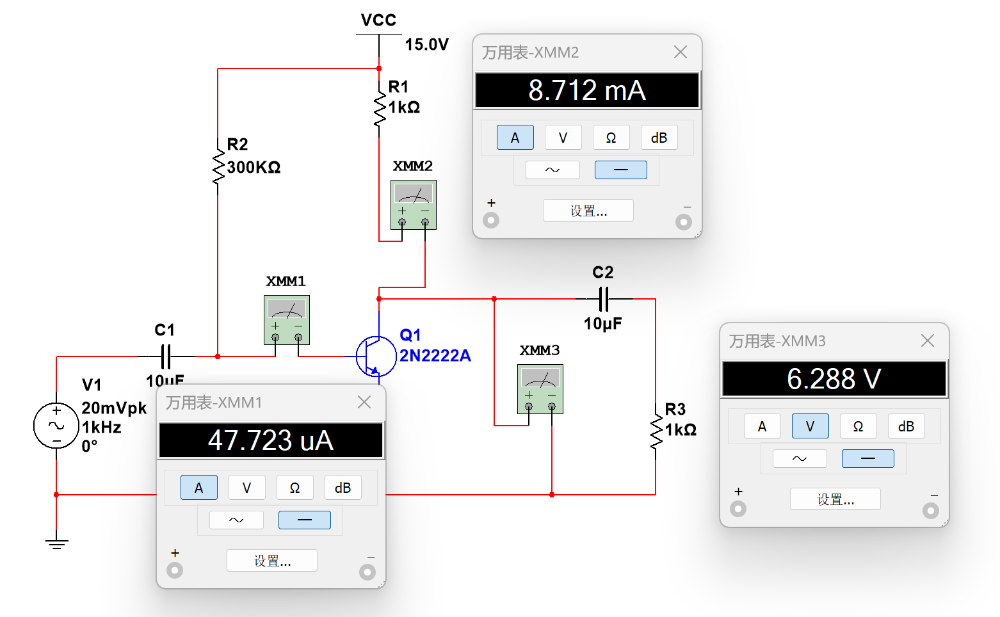 VCC
15.0V
R1
1kΩ
R2
300KΩ
XMM2
万用表-XMM2
8.712 mA
A V Ω dB
~ —
+ −
设置...
XMM1
+ −
C1
10µF
V1
20mVpk
1kHz
0°
Q1
2N2222A
C2
10µF
XMM3
+ −
R3
1kΩ
万用表-XMM1
47.723 uA
A V Ω dB
~ —
+ −
设置...
万用表-XMM3
6.288 V
A V Ω dB
~ —
+ −
设置...